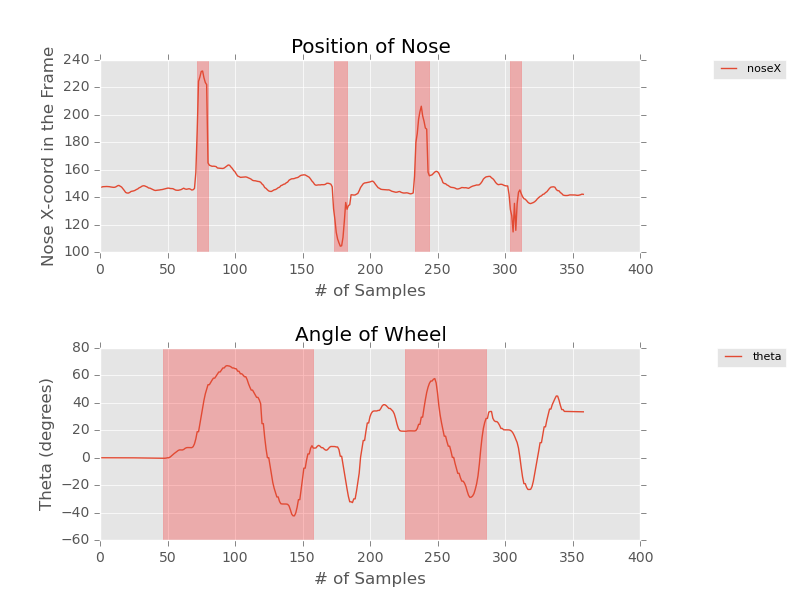 Position of Nose
240
220
200
180
160
140
120
100
Nose X-coord in the Frame
0 50 100 150 200 250 300 350 400
# of Samples
noseX
Angle of Wheel
80
60
40
20
0
−20
−40
−60
Theta (degrees)
0 50 100 150 200 250 300 350 400
# of Samples
theta